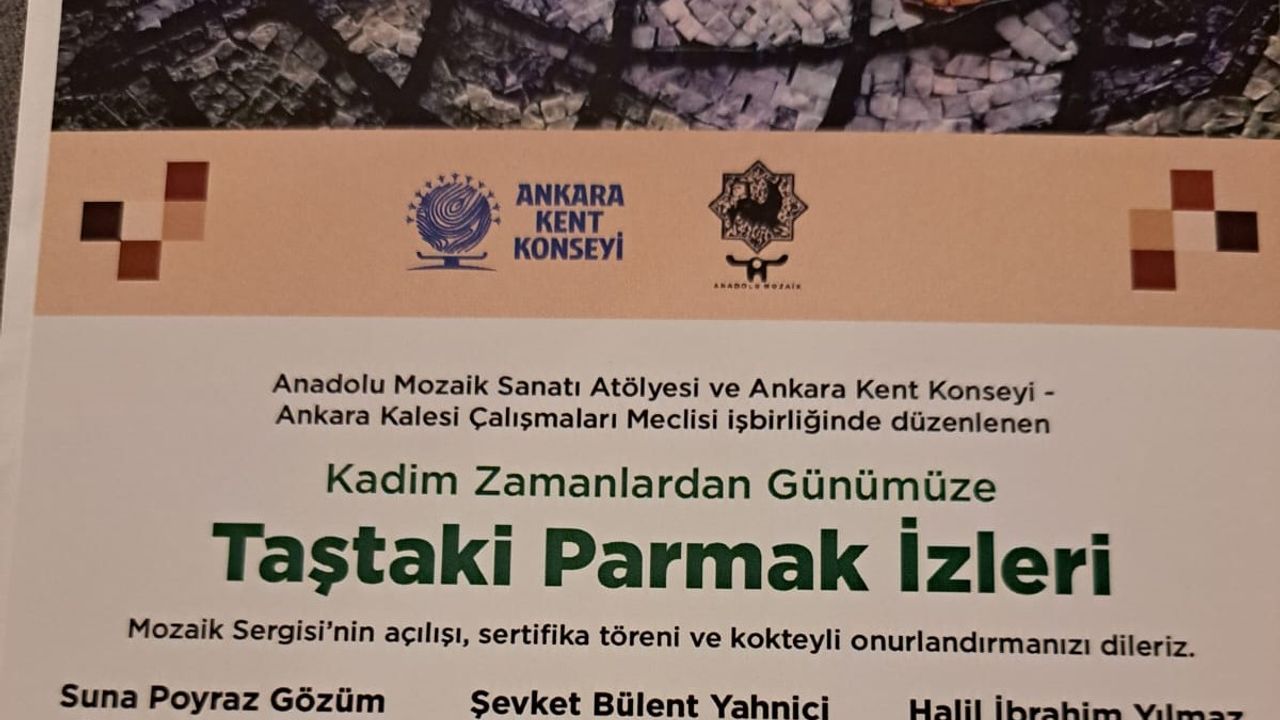 ANKARA
KENT
KONSEYİ
ANADOLU MOZAİK
Anadolu Mozaik Sanatı Atölyesi ve Ankara Kent Konseyi -
Ankara Kalesi Çalışmaları Meclisi işbirliğinde düzenlenen
Kadim Zamanlardan Günümüze
Taştaki Parmak İzleri
Mozaik Sergisi’nin açılışı, sertifika töreni ve kokteyli onurlandırmanızı dileriz.
Suna Poyraz Gözüm Şevket Bülent Yahnici Halil İbrahim Yılmaz